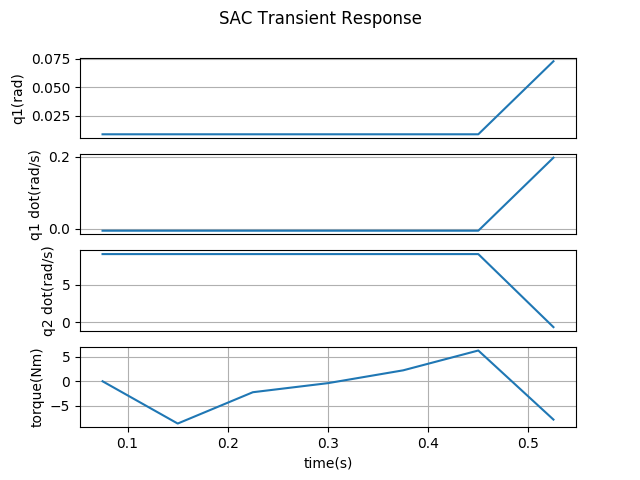 SAC Transient Response
0.075
0.050
0.025
q1(rad)
0.2
0.0
q1 dot(rad/s)
5
0
q2 dot(rad/s)
5
0
−5
torque(Nm)
0.1 0.2 0.3 0.4 0.5
time(s)